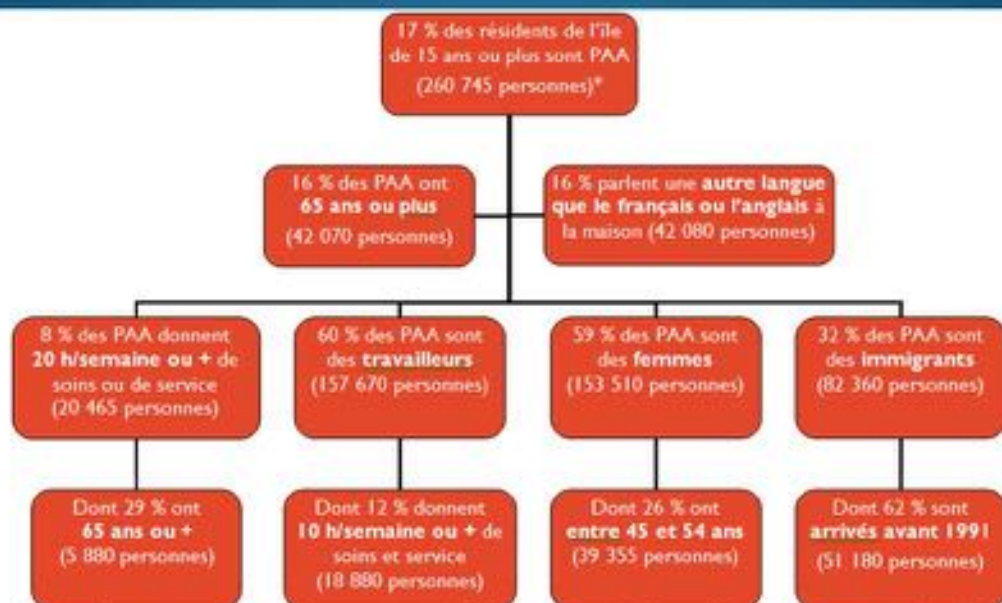 17 % des résidents de l'île
de 15 ans ou plus sont PAA
(260 745 personnes)*
16 % des PAA ont
65 ans ou plus
(42 070 personnes)
16 % parlent une autre langue
que le français ou l'anglais à
la maison (42 080 personnes)
8 % des PAA donnent
20 h/semaine ou + de
soins ou de service
(20 465 personnes)
60 % des PAA sont
des travailleurs
(157 670 personnes)
59 % des PAA sont
des femmes
(153 510 personnes)
32 % des PAA sont
des immigrants
(82 360 personnes)
Dont 29 % ont
65 ans ou +
(5 880 personnes)
Dont 12 % donnent
10 h/semaine ou + de
soins et service
(18 880 personnes)
Dont 26 % ont
entre 45 et 54 ans
(39 355 personnes)
Dont 62 % sont
arrivés avant 1991
(51 180 personnes)